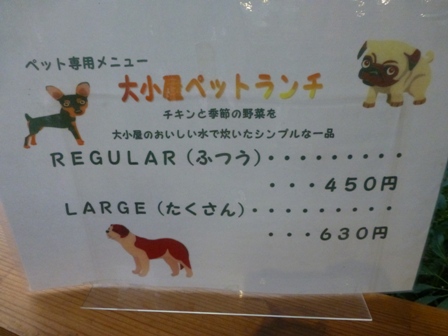 ペット専用メニュー
大小屋ペットランチ
チキンと季節の野菜を
大小屋のおいしい水で炊いたシンプルな一品
REGULAR(ふつう)・・・・・・・・・
・・・450円
LARGE(たくさん)・・・・・・・・・
・・・630円